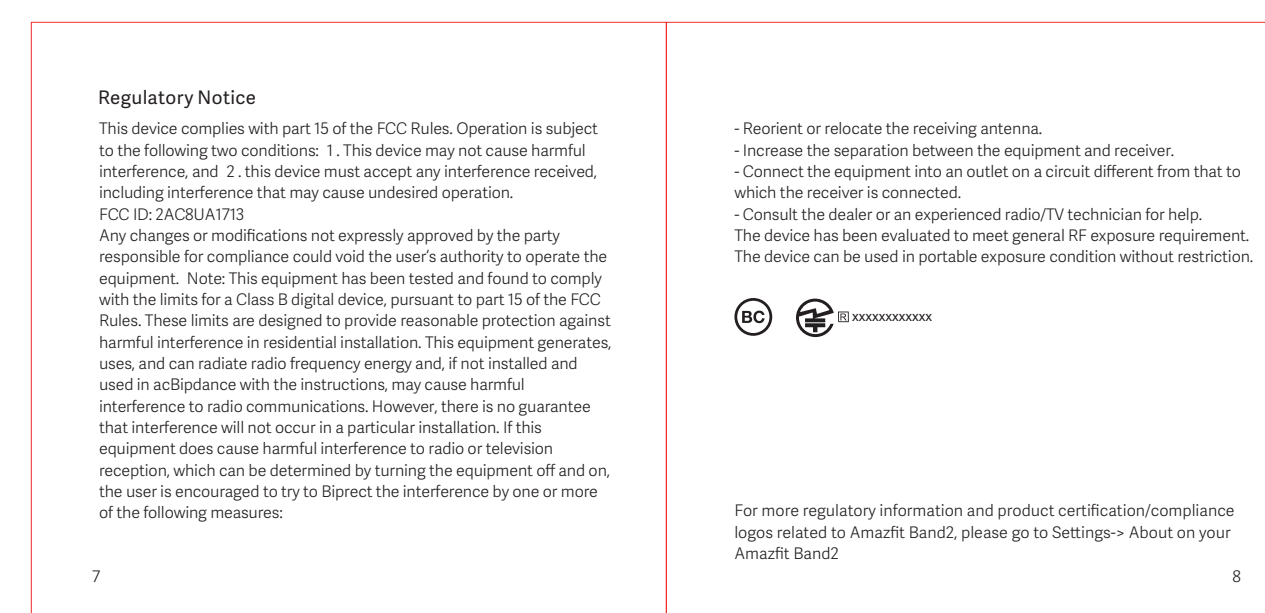 Regulatory Notice
This device complies with part 15 of the FCC Rules. Operation is subject
to the following two conditions:  1 . This device may not cause harmful
interference, and  2 . this device must accept any interference received,
including interference that may cause undesired operation.
FCC ID: 2AC8UA1713
Any changes or modifications not expressly approved by the party
responsible for compliance could void the user's authority to operate the
equipment.  Note: This equipment has been tested and found to comply
with the limits for a Class B digital device, pursuant to part 15 of the FCC
Rules. These limits are designed to provide reasonable protection against
harmful interference in residential installation. This equipment generates,
uses, and can radiate radio frequency energy and, if not installed and
used in acBipdance with the instructions, may cause harmful
interference to radio communications. However, there is no guarantee
that interference will not occur in a particular installation. If this
equipment does cause harmful interference to radio or television
reception, which can be determined by turning the equipment off and on,
the user is encouraged to try to Biprect the interference by one or more
of the following measures:
7
- Reorient or relocate the receiving antenna.
- Increase the separation between the equipment and receiver.
- Connect the equipment into an outlet on a circuit different from that to
which the receiver is connected.
- Consult the dealer or an experienced radio/TV technician for help.
The device has been evaluated to meet general RF exposure requirement.
The device can be used in portable exposure condition without restriction.
BC R xxxxxxxxxxxx
For more regulatory information and product certification/compliance
logos related to Amazfit Band2, please go to Settings-> About on your
Amazfit Band2
8